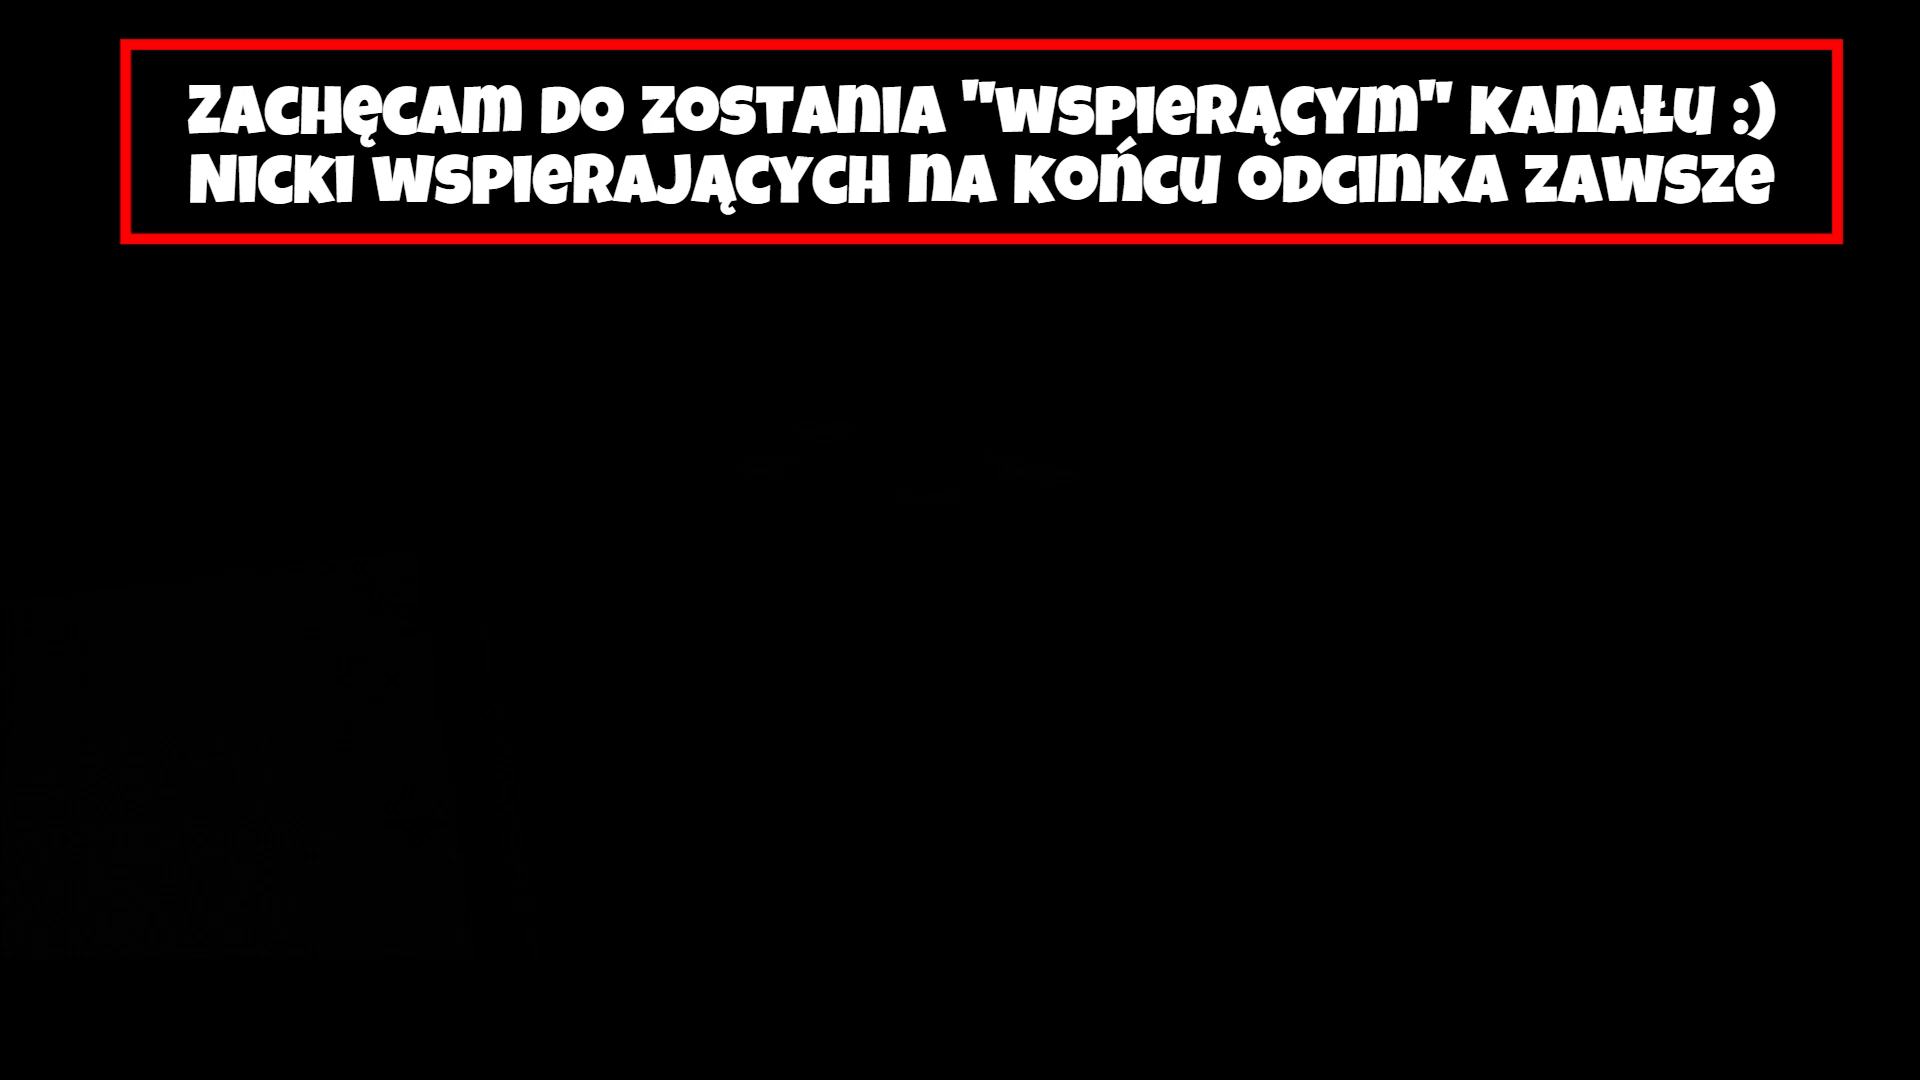 ZACHĘCAM DO ZOSTANIA "WSPIERĄCYM" KANAŁU :)
NICKI WSPIERAJĄCYCH NA KOŃCU ODCINKA ZAWSZE